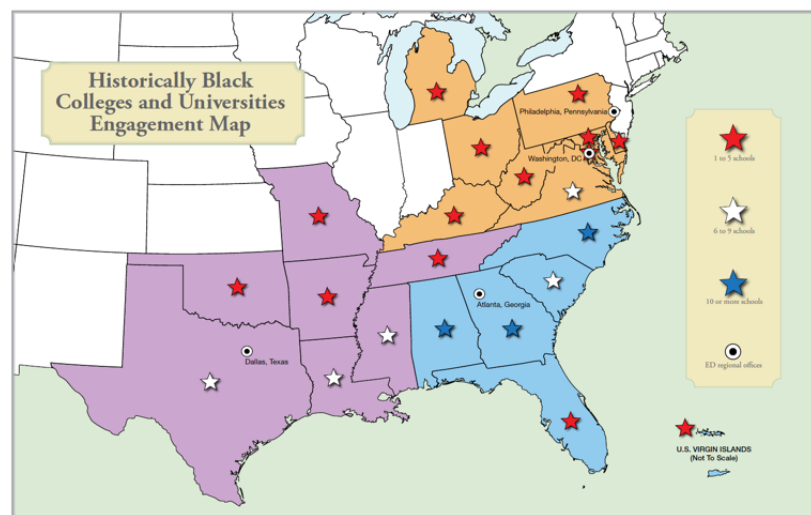 Historically Black
Colleges and Universities
Engagement Map
Philadelphia, Pennsylvania
Washington, DC
1 to 5 schools
6 to 9 schools
Atlanta, Georgia
10 or more schools
Dallas, Texas
ED regional offices
U.S. VIRGIN ISLANDS
(Not To Scale)